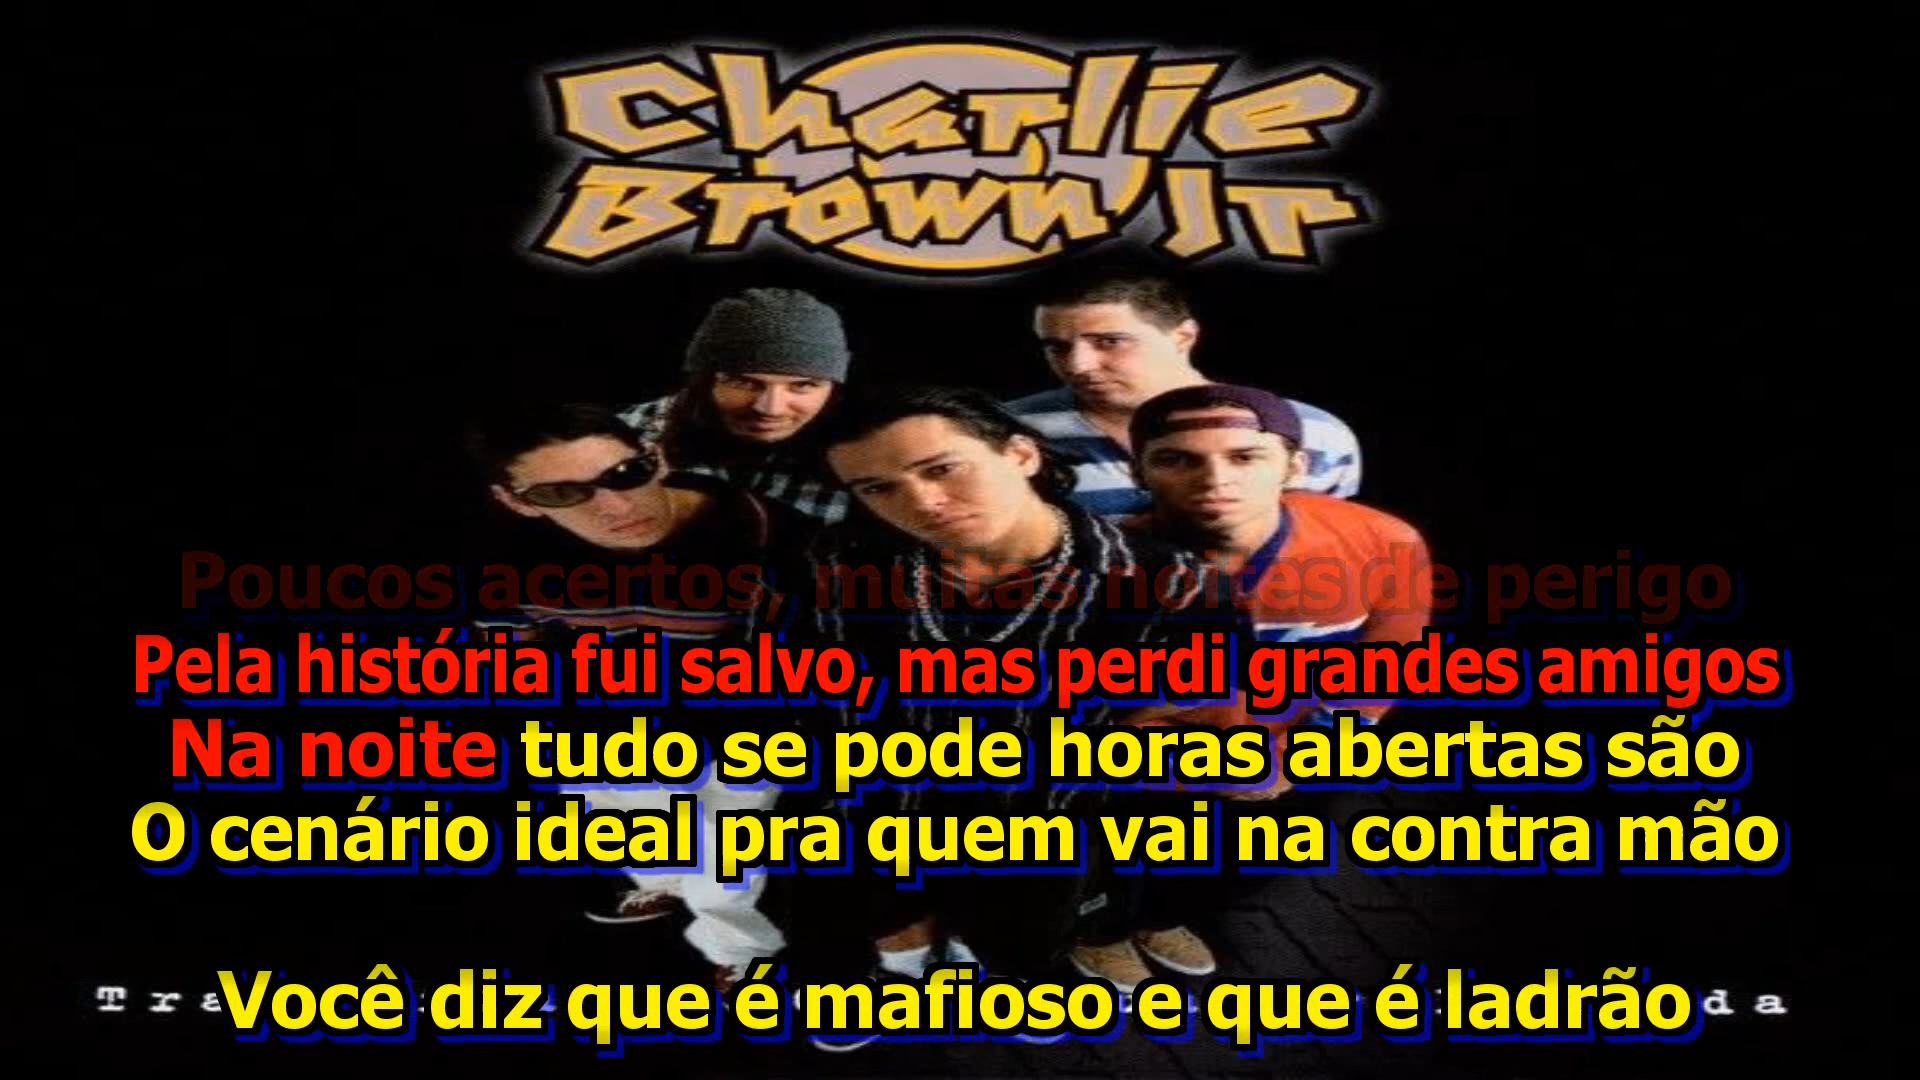 Charlie
Brown Jr
Poucos acertos, muitas noites de perigo
Pela história fui salvo, mas perdi grandes amigos
Na noite tudo se pode horas abertas são
O cenário ideal pra quem vai na contra mão
Você diz que é mafioso e que é ladrão